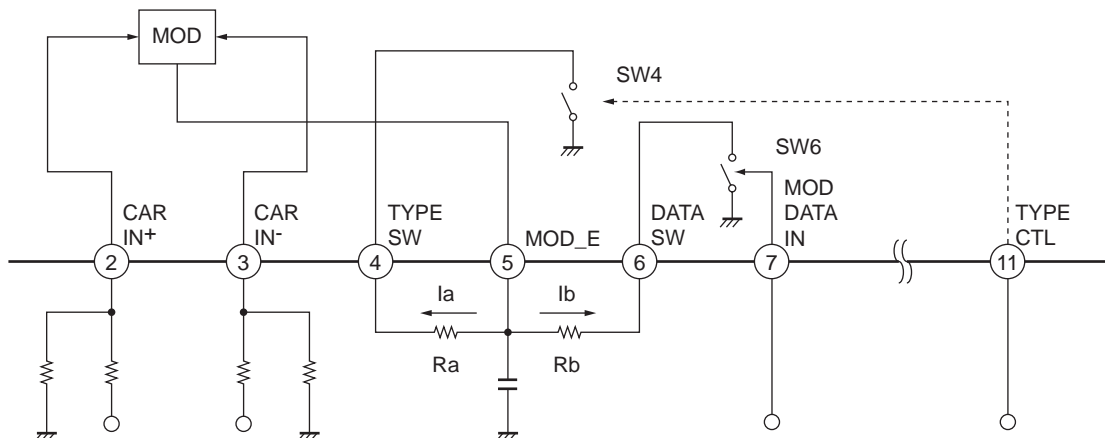 MOD
SW4
SW6
CAR
IN+
CAR
IN-
TYPE
SW
MOD_E
DATA
SW
MOD
DATA
IN
TYPE
CTL
2
3
4
5
6
7
11
Ia
Ib
Ra
Rb